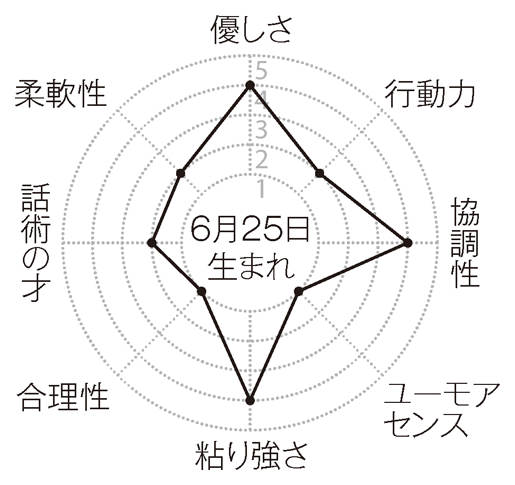 優しさ
行動力
協調性
ユーモア
センス
粘り強さ
合理性
話術の才
柔軟性
5
4
3
2
1
6月25日
生まれ